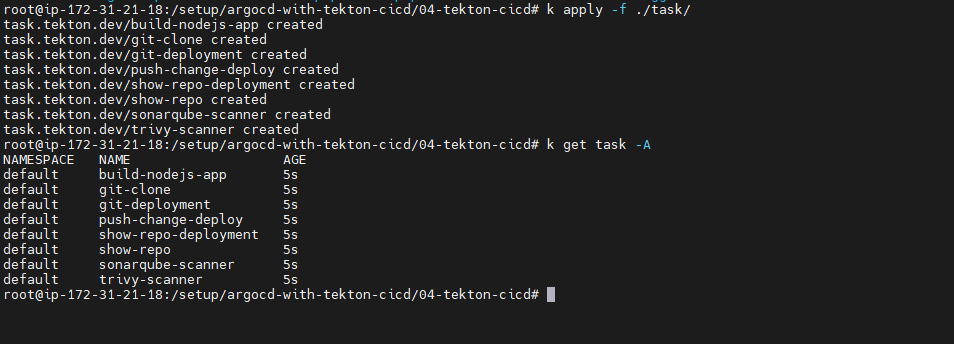 root@ip-172-31-21-18:/setup/argocd-with-tekton-cicd/04-tekton-cicd# k apply -f ./task/
task.tekton.dev/build-nodejs-app created
task.tekton.dev/git-clone created
task.tekton.dev/git-deployment created
task.tekton.dev/push-change-deploy created
task.tekton.dev/show-repo-deployment created
task.tekton.dev/show-repo created
task.tekton.dev/sonarqube-scanner created
task.tekton.dev/trivy-scanner created
root@ip-172-31-21-18:/setup/argocd-with-tekton-cicd/04-tekton-cicd# k get task -A
NAMESPACE   NAME                   AGE
default     build-nodejs-app       5s
default     git-clone              5s
default     git-deployment         5s
default     push-change-deploy     5s
default     show-repo-deployment   5s
default     show-repo              5s
default     sonarqube-scanner      5s
default     trivy-scanner          5s
root@ip-172-31-21-18:/setup/argocd-with-tekton-cicd/04-tekton-cicd#